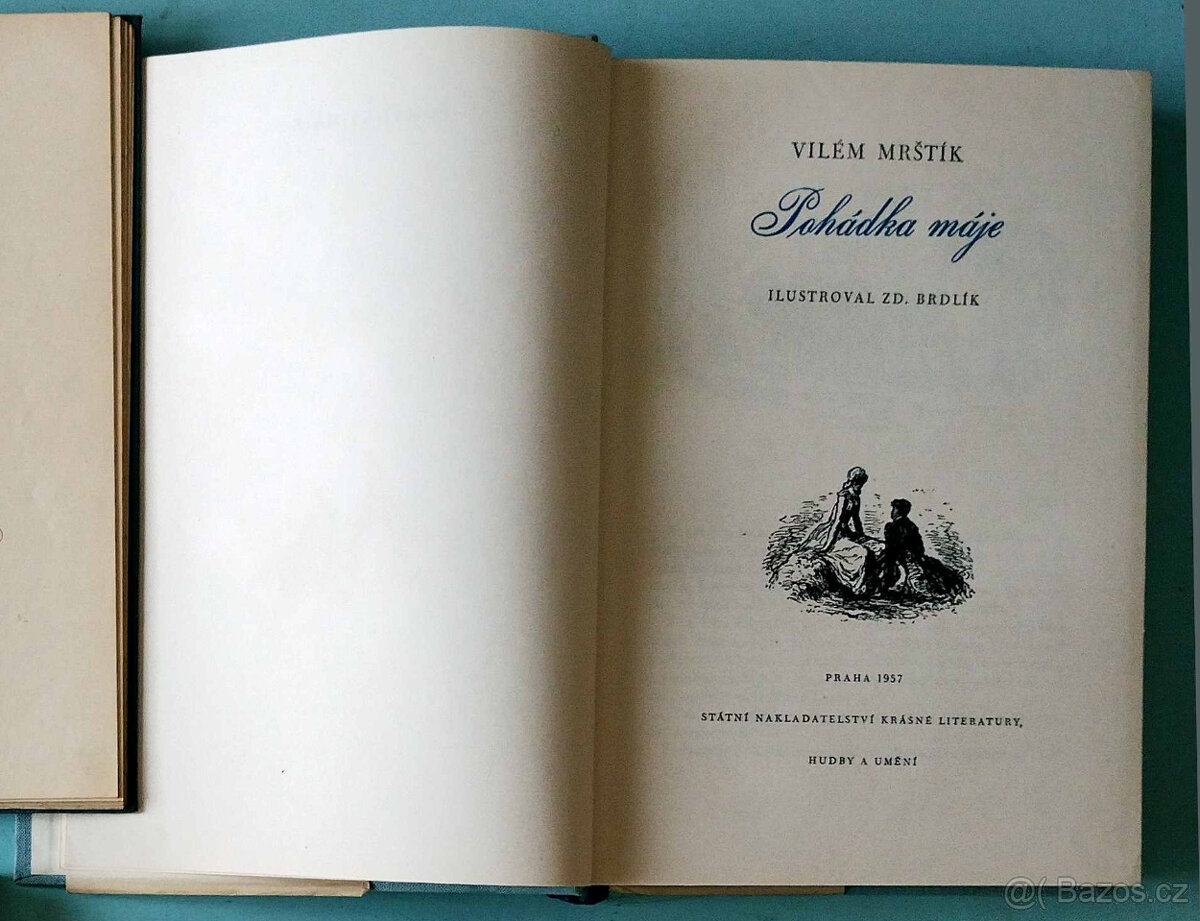 VILÉM MRŠTÍK
Pohádka máje
ILUSTROVAL ZD. BRDLÍK
PRAHA 1957
STÁTNÍ NAKLADATELSTVÍ KRÁSNÉ LITERATURY,
HUDBY A UMĚNÍ
@( Bazos.cz